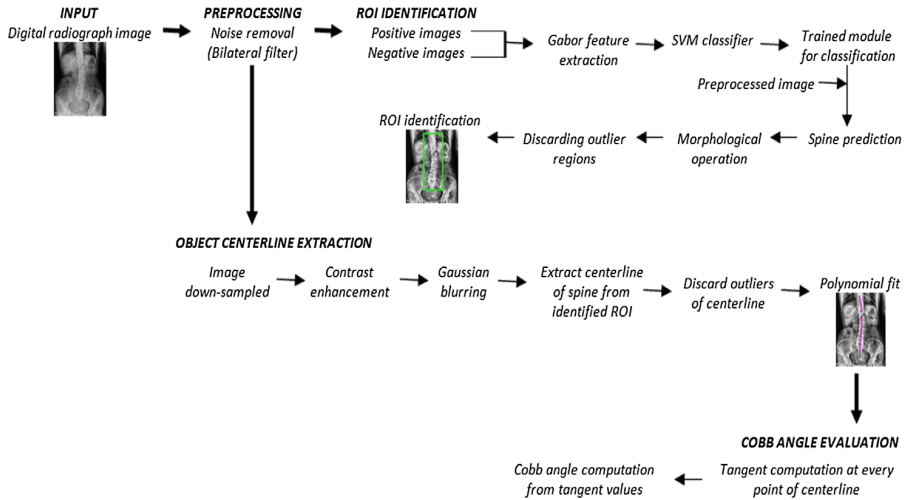 INPUT
Digital radiograph image
PREPROCESSING
Noise removal
(Bilateral filter)
ROI IDENTIFICATION
Positive images
Negative images
Gabor feature
extraction
SVM classifier
Trained module
for classification
Preprocessed image
Spine prediction
Morphological
operation
Discarding outlier
regions
ROI identification
OBJECT CENTERLINE EXTRACTION
Image
down-sampled
Contrast
enhancement
Gaussian
blurring
Extract centerline
of spine from
identified ROI
Discard outliers
of centerline
Polynomial fit
COBB ANGLE EVALUATION
Tangent computation at every
point of centerline
Cobb angle computation
from tangent values